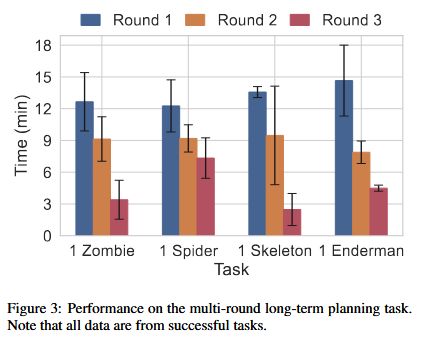 Round 1 Round 2 Round 3
18
15
12
9
6
3
0
Time (min)
1 Zombie 1 Spider 1 Skeleton 1 Enderman
Task
Figure 3: Performance on the multi-round long-term planning task.
Note that all data are from successful tasks.